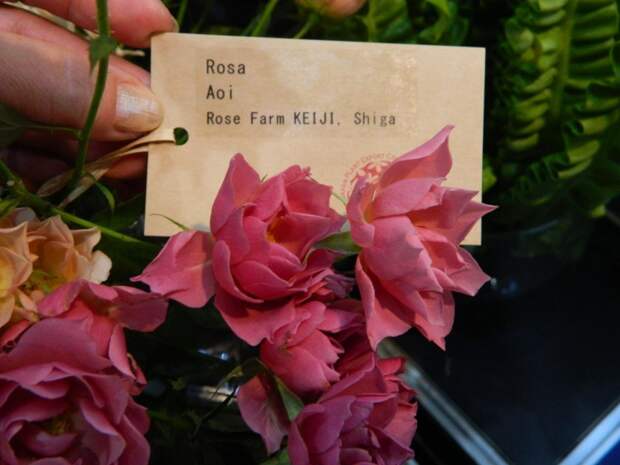 Rosa
Aoi
Rose Farm KEIJI, Shiga